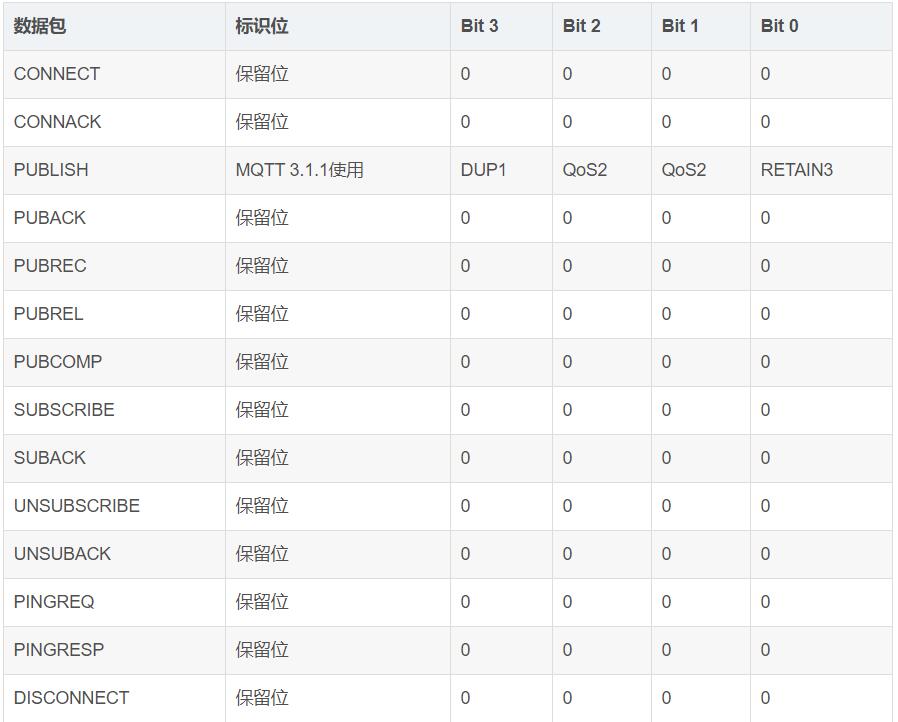 数据包 标识位 Bit 3 Bit 2 Bit 1 Bit 0
CONNECT 保留位 0 0 0 0
CONNACK 保留位 0 0 0 0
PUBLISH MQTT 3.1.1使用 DUP1 QoS2 QoS2 RETAIN3
PUBACK 保留位 0 0 0 0
PUBREC 保留位 0 0 0 0
PUBREL 保留位 0 0 0 0
PUBCOMP 保留位 0 0 0 0
SUBSCRIBE 保留位 0 0 0 0
SUBACK 保留位 0 0 0 0
UNSUBSCRIBE 保留位 0 0 0 0
UNSUBACK 保留位 0 0 0 0
PINGREQ 保留位 0 0 0 0
PINGRESP 保留位 0 0 0 0
DISCONNECT 保留位 0 0 0 0